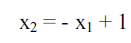 x₂ = - x₁ + 1